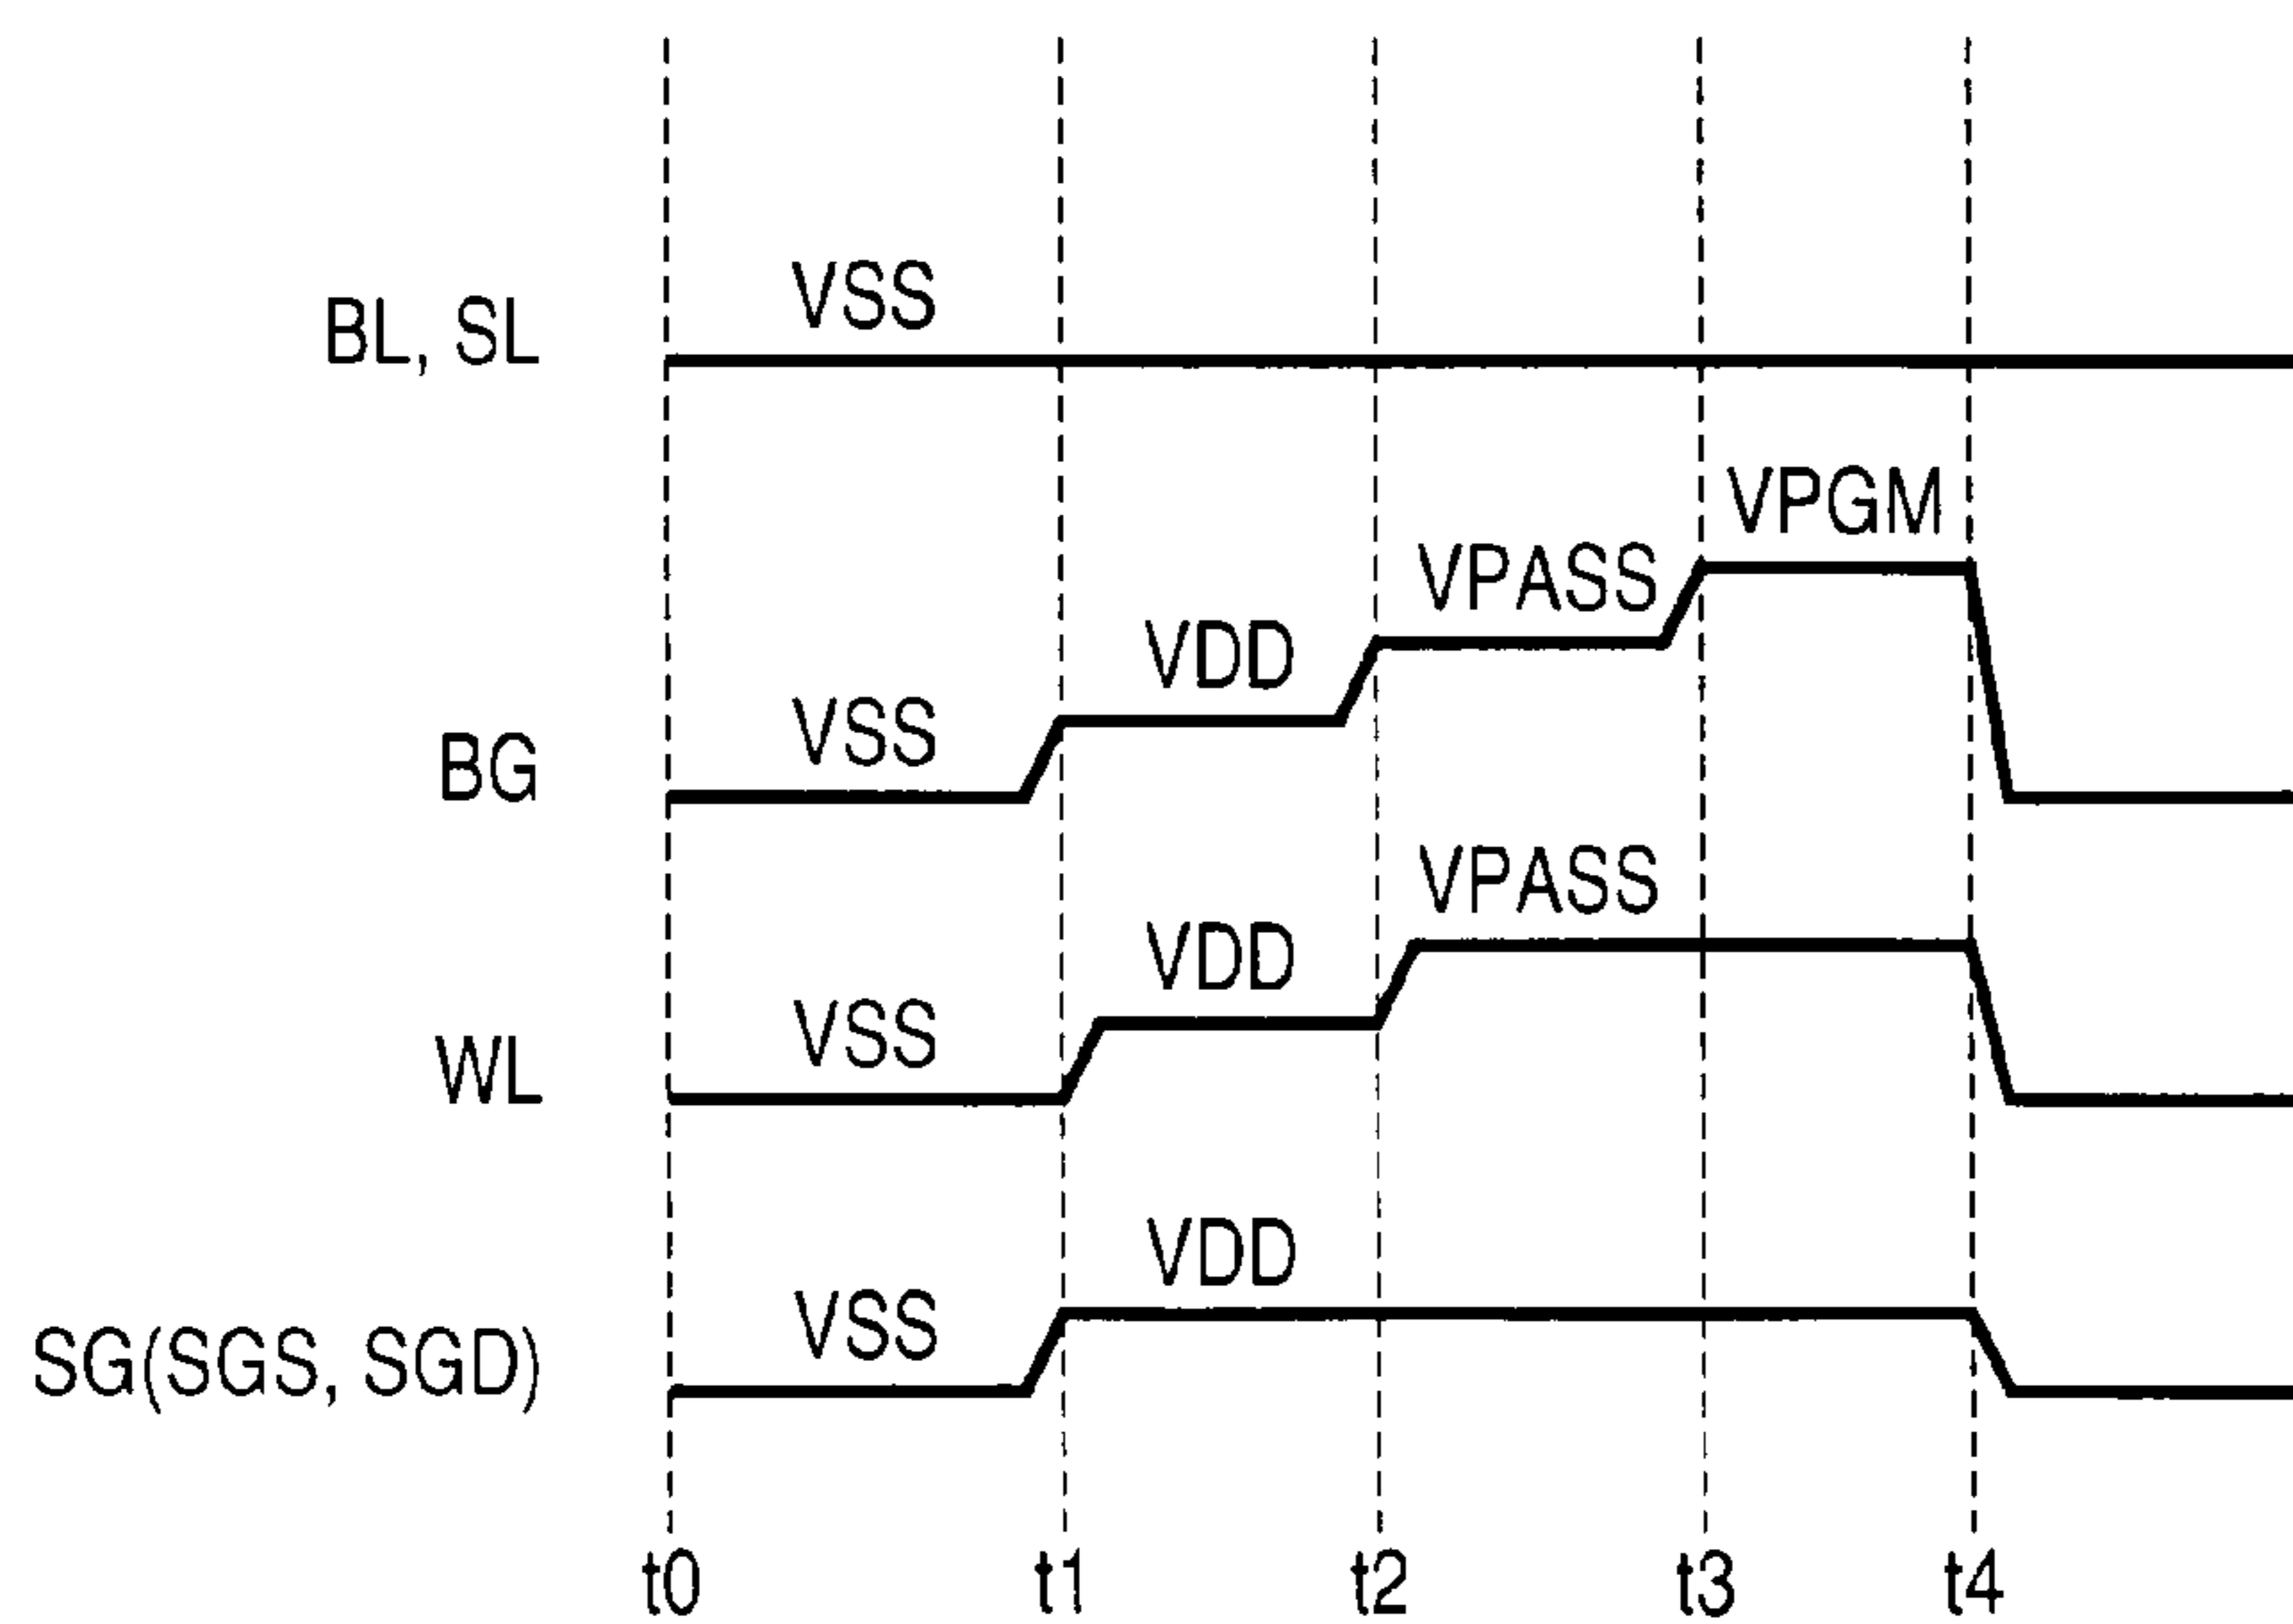 VSS
BL, SL
VPGM
VPASS
VDD
VSS
BG
VPASS
VDD
VSS
WL
VDD
VSS
SG(SGS, SGD)
t0 t1 t2 t3 t4